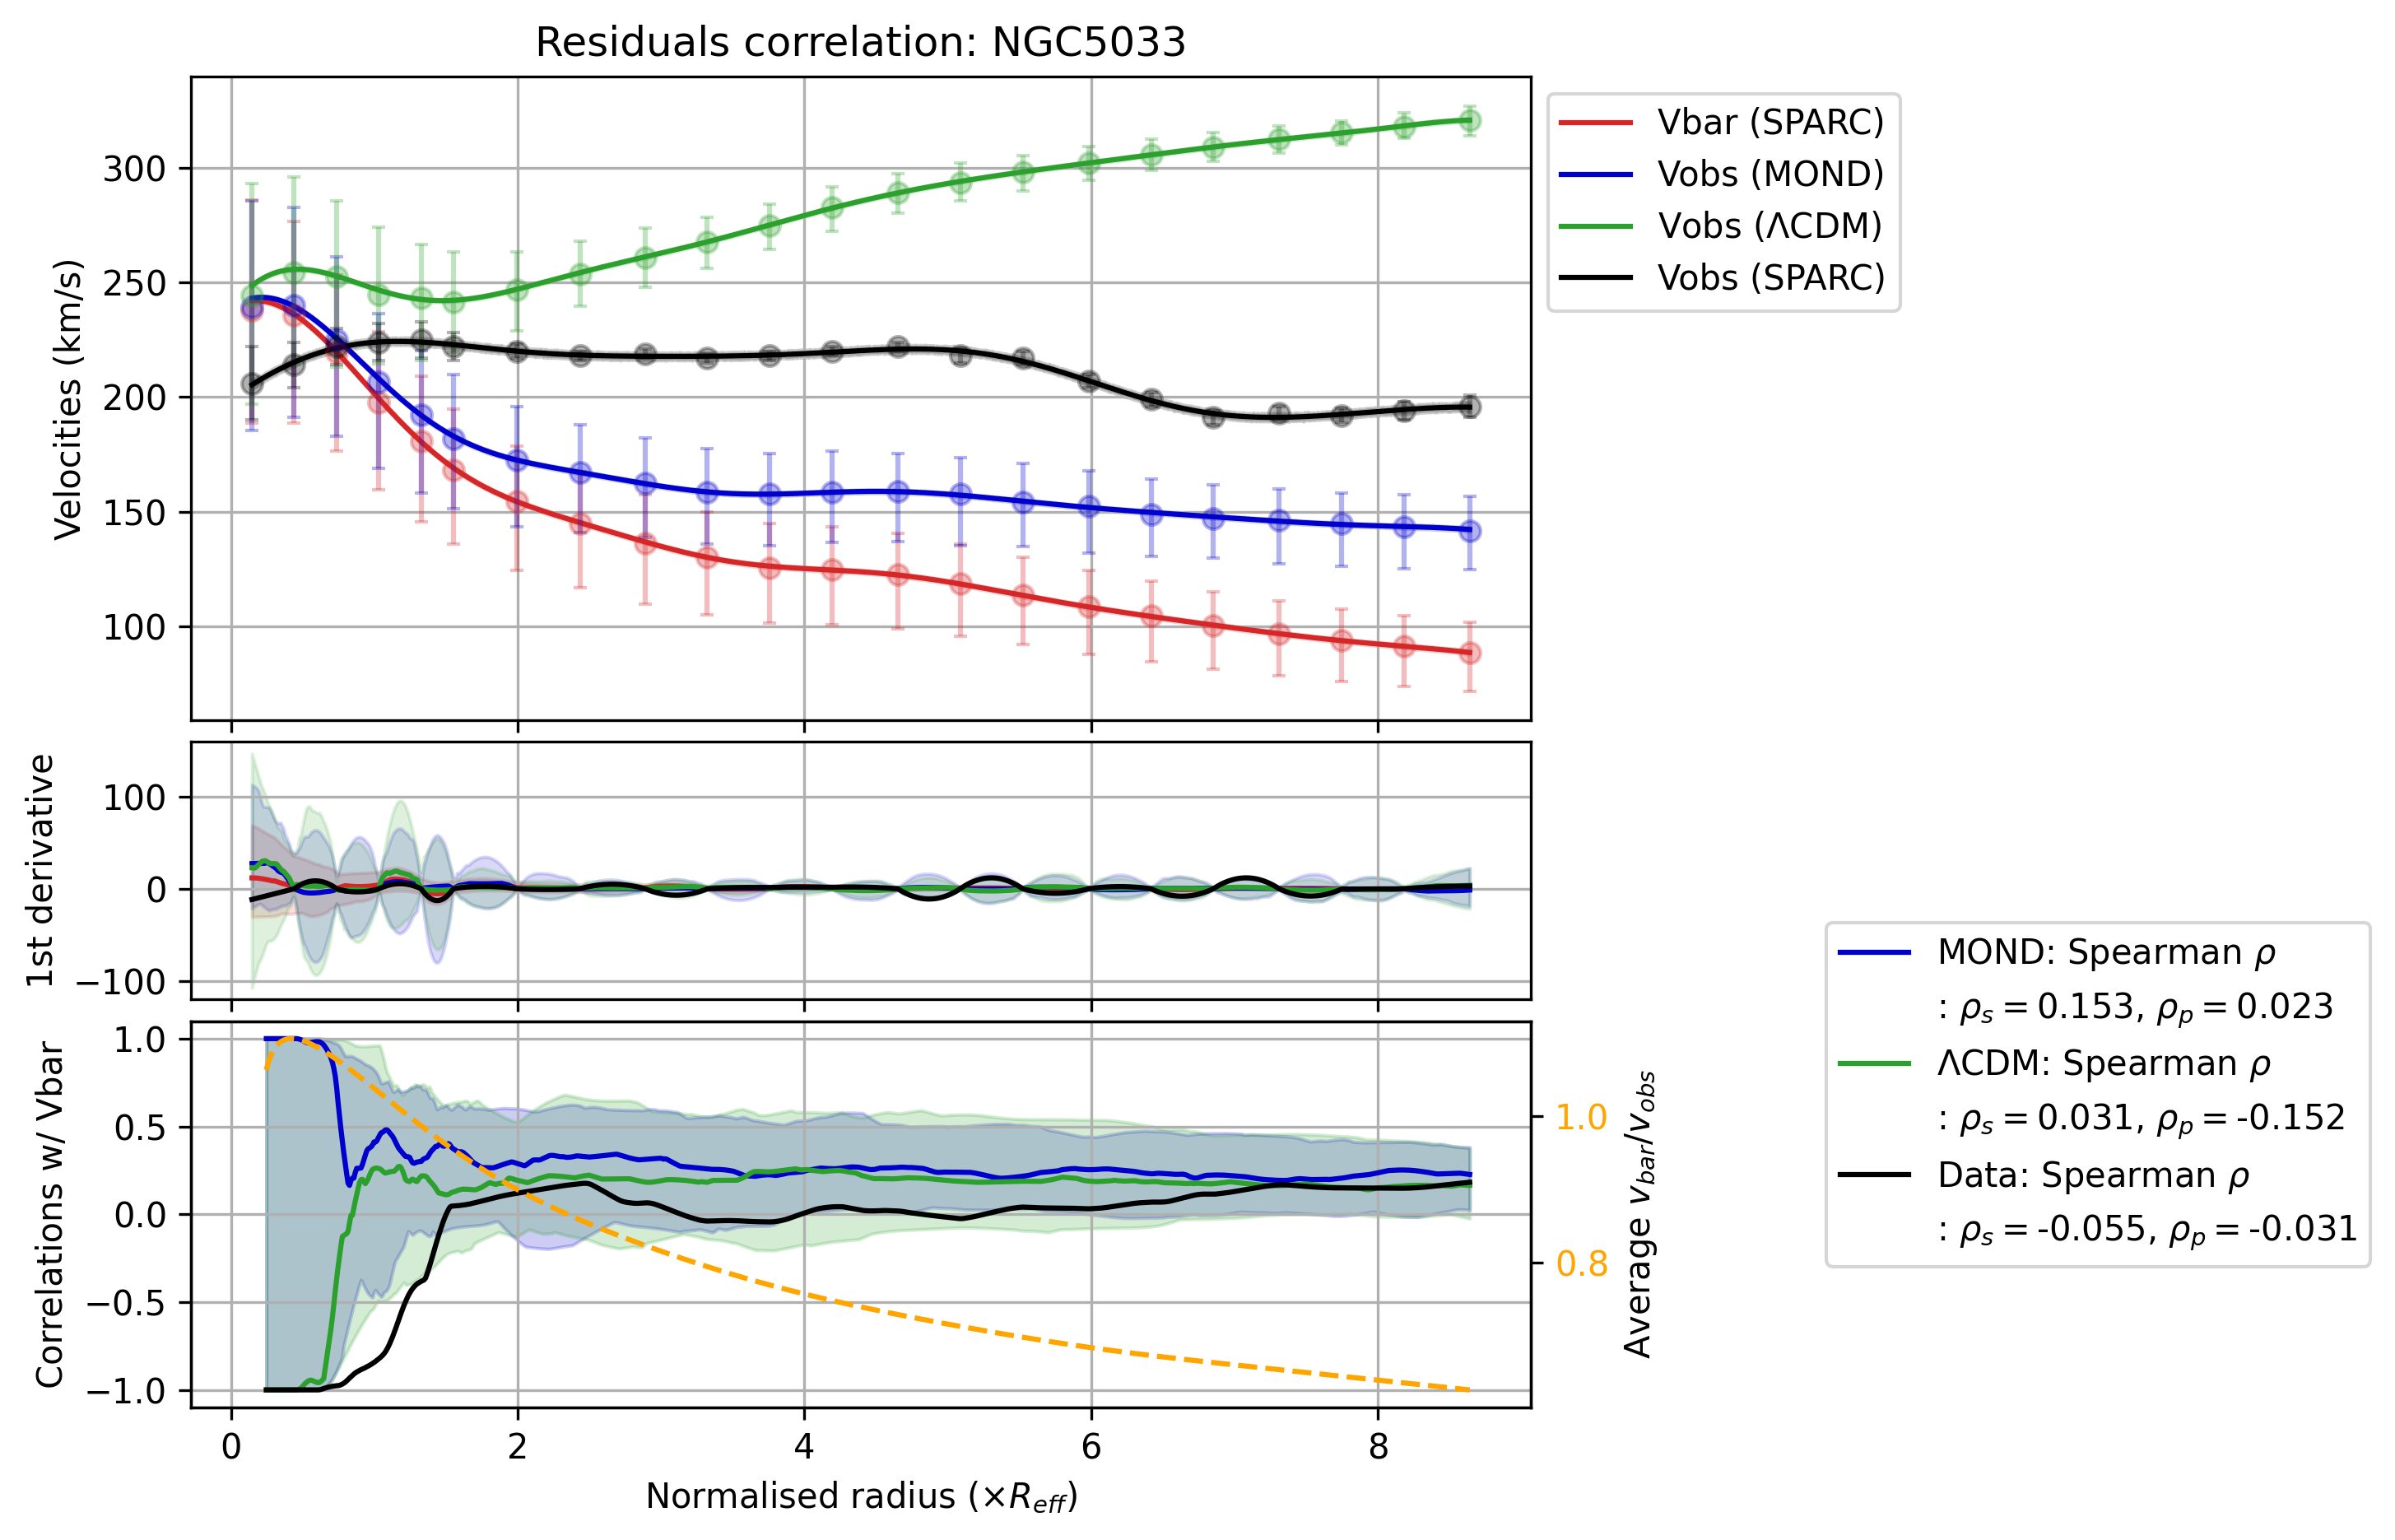 Residuals correlation: NGC5033
Velocities (km/s)
300
250
200
150
100
Vbar (SPARC)
Vobs (MOND)
Vobs (ΛCDM)
Vobs (SPARC)
1st derivative
100
0
−100
Correlations w/ Vbar
1.0
0.5
0.0
−0.5
−1.0
1.0
0.8
Average v_bar/v_obs
MOND: Spearman ρ
: ρ_s = 0.153, ρ_p = 0.023
ΛCDM: Spearman ρ
: ρ_s = 0.031, ρ_p = -0.152
Data: Spearman ρ
: ρ_s = -0.055, ρ_p = -0.031
0 2 4 6 8
Normalised radius (×R_eff)